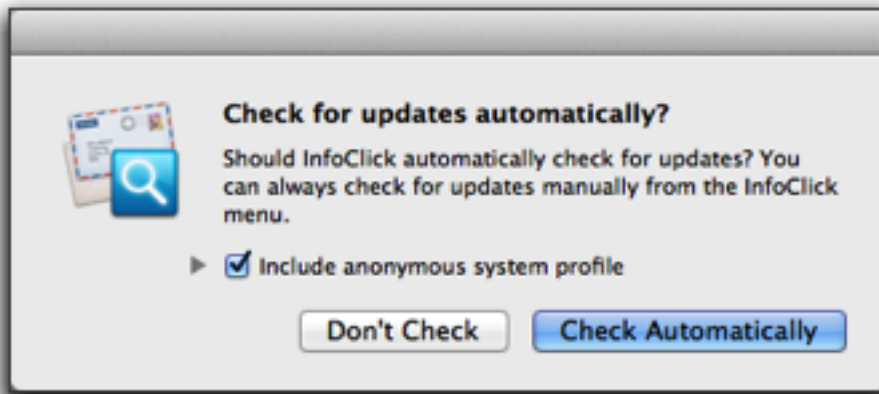 Check for updates automatically?
Should InfoClick automatically check for updates? You
can always check for updates manually from the InfoClick
menu.
Include anonymous system profile
Don't Check
Check Automatically